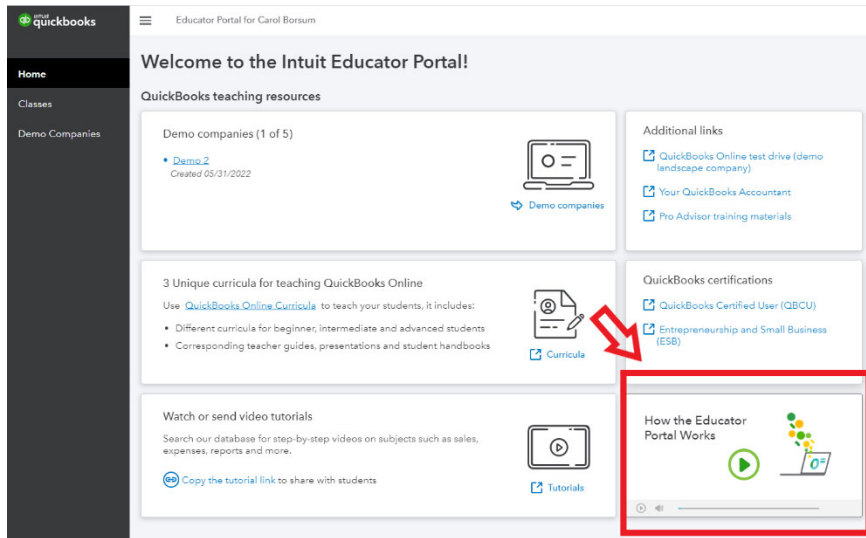 intuit
quickbooks
Educator Portal for Carol Borsum
Home
Classes
Demo Companies
Welcome to the Intuit Educator Portal!
QuickBooks teaching resources
Demo companies (1 of 5)
Demo 2
Created 05/31/2022
Demo companies
Additional links
QuickBooks Online test drive (demo
landscape company)
Your QuickBooks Accountant
Pro Advisor training materials
3 Unique curricula for teaching QuickBooks Online
Use QuickBooks Online Curricula to teach your students, it includes:
• Different curricula for beginner, intermediate and advanced students
• Corresponding teacher guides, presentations and student handbooks
Curricula
QuickBooks certifications
QuickBooks Certified User (QBCU)
Entrepreneurship and Small Business
(ESB)
Watch or send video tutorials
Search our database for step-by-step videos on subjects such as sales,
expenses, reports and more.
Copy the tutorial link to share with students
Tutorials
How the Educator
Portal Works